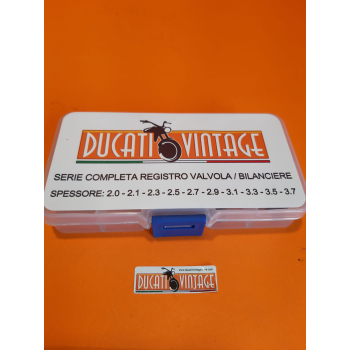 DUCATI VINTAGE
SERIE COMPLETA REGISTRO VALVOLA / BILANCIERE
SPESSORE: 2.0 - 2.1 - 2.3 - 2.5 - 2.7 - 2.9 - 3.1 - 3.3 - 3.5 - 3.7
DUCATI VINTAGE